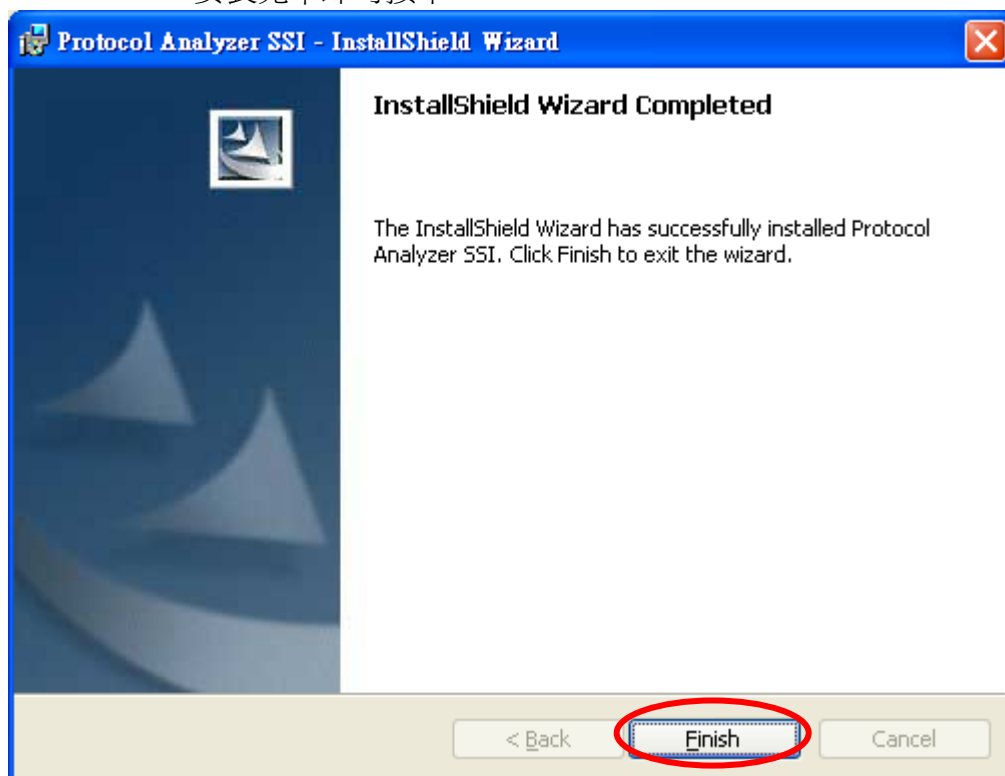 Protocol Analyzer SSI - InstallShield Wizard
InstallShield Wizard Completed
The InstallShield Wizard has successfully installed Protocol
Analyzer SSI. Click Finish to exit the wizard.
< Back
Finish
Cancel